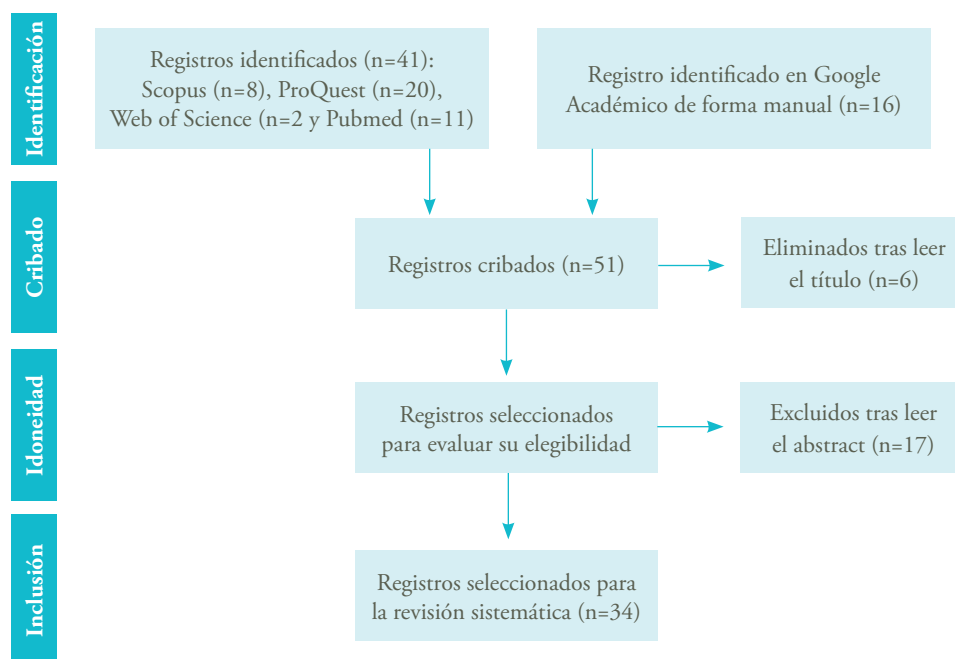 Identificación
Registros identificados (n=41):
Scopus (n=8), ProQuest (n=20),
Web of Science (n=2 y Pubmed (n=11)
Registro identificado en Google
Académico de forma manual (n=16)
Cribado
Registros cribados (n=51)
Eliminados tras leer
el título (n=6)
Idoneidad
Registros seleccionados
para evaluar su elegibilidad
Excluidos tras leer
el abstract (n=17)
Inclusión
Registros seleccionados para
la revisión sistemática (n=34)